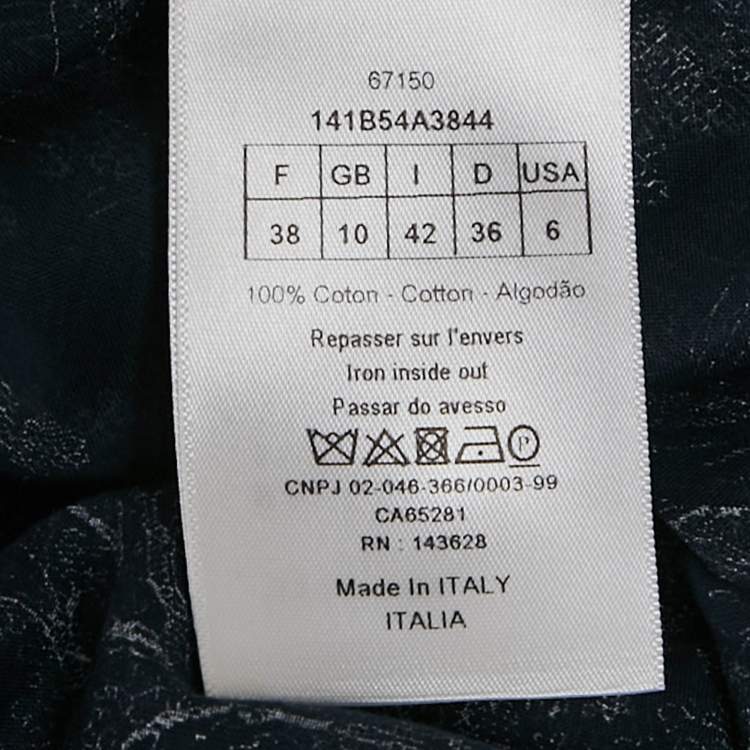 67150
141B54A3844
F GB I D USA
38 10 42 36 6
100% Coton - Cotton - Algodão
Repasser sur l'envers
Iron inside out
Passar do avesso
P
CNPJ 02-046-366/0003-99
CA65281
RN : 143628
Made In ITALY
ITALIA